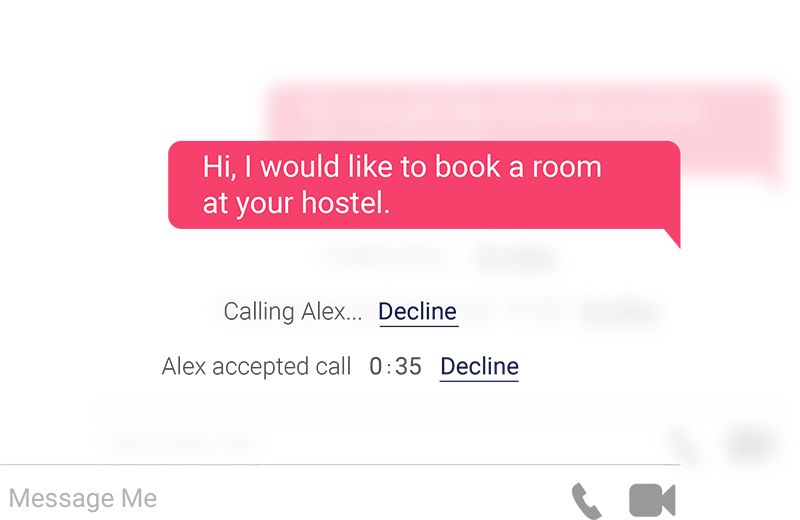 Hi, I would like to book a room
at your hostel.
Calling Alex... Decline
Alex accepted call 0:35 Decline
Message Me